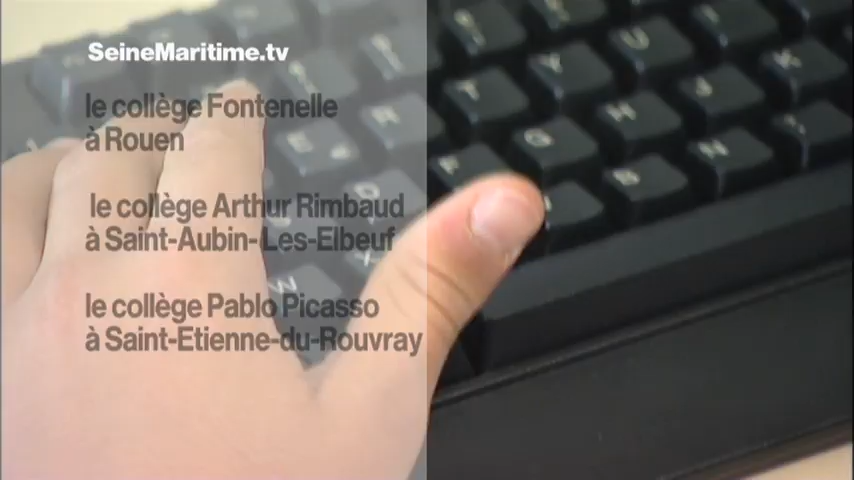 SeineMaritime.tv
le collège Fontenelle
à Rouen
le collège Arthur Rimbaud
à Saint-Aubin-Les-Elbeuf
le collège Pablo Picasso
à Saint-Etienne-du-Rouvray
T Y U
G H J K
B N